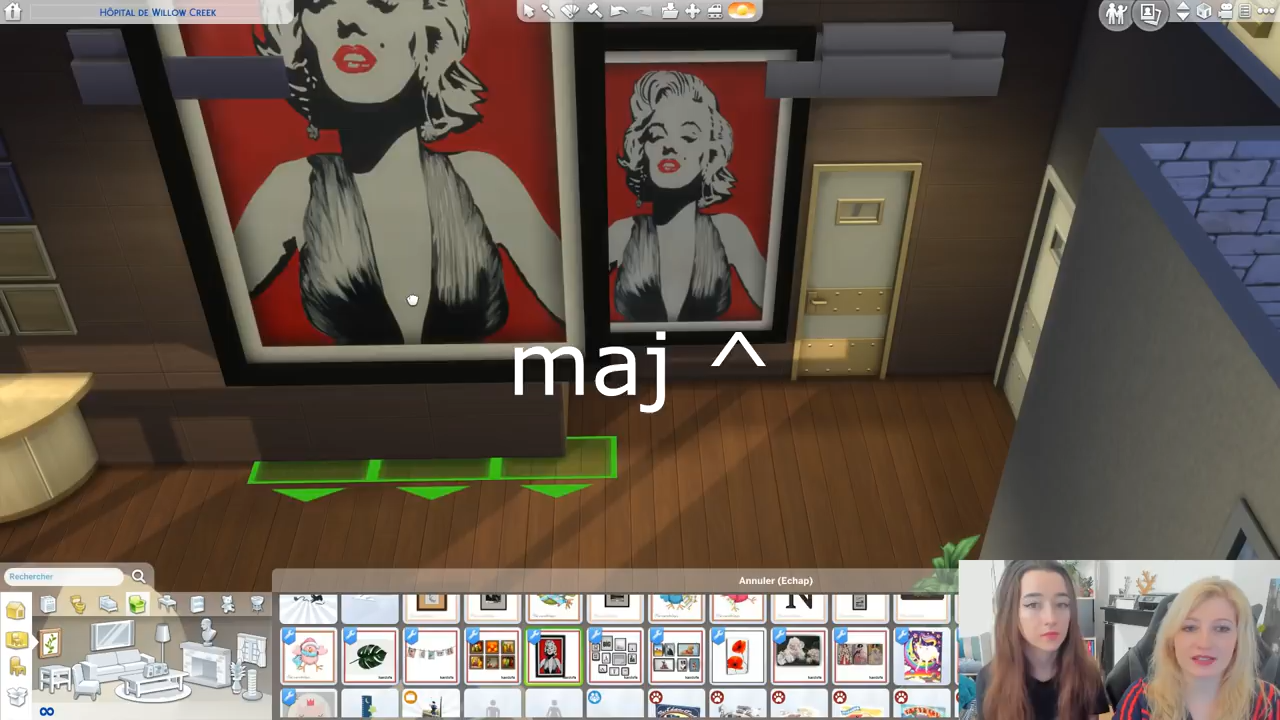 HÔPITAL DE WILLOW CREEK
maj ^
Rechercher
Annuler (Echap)
N